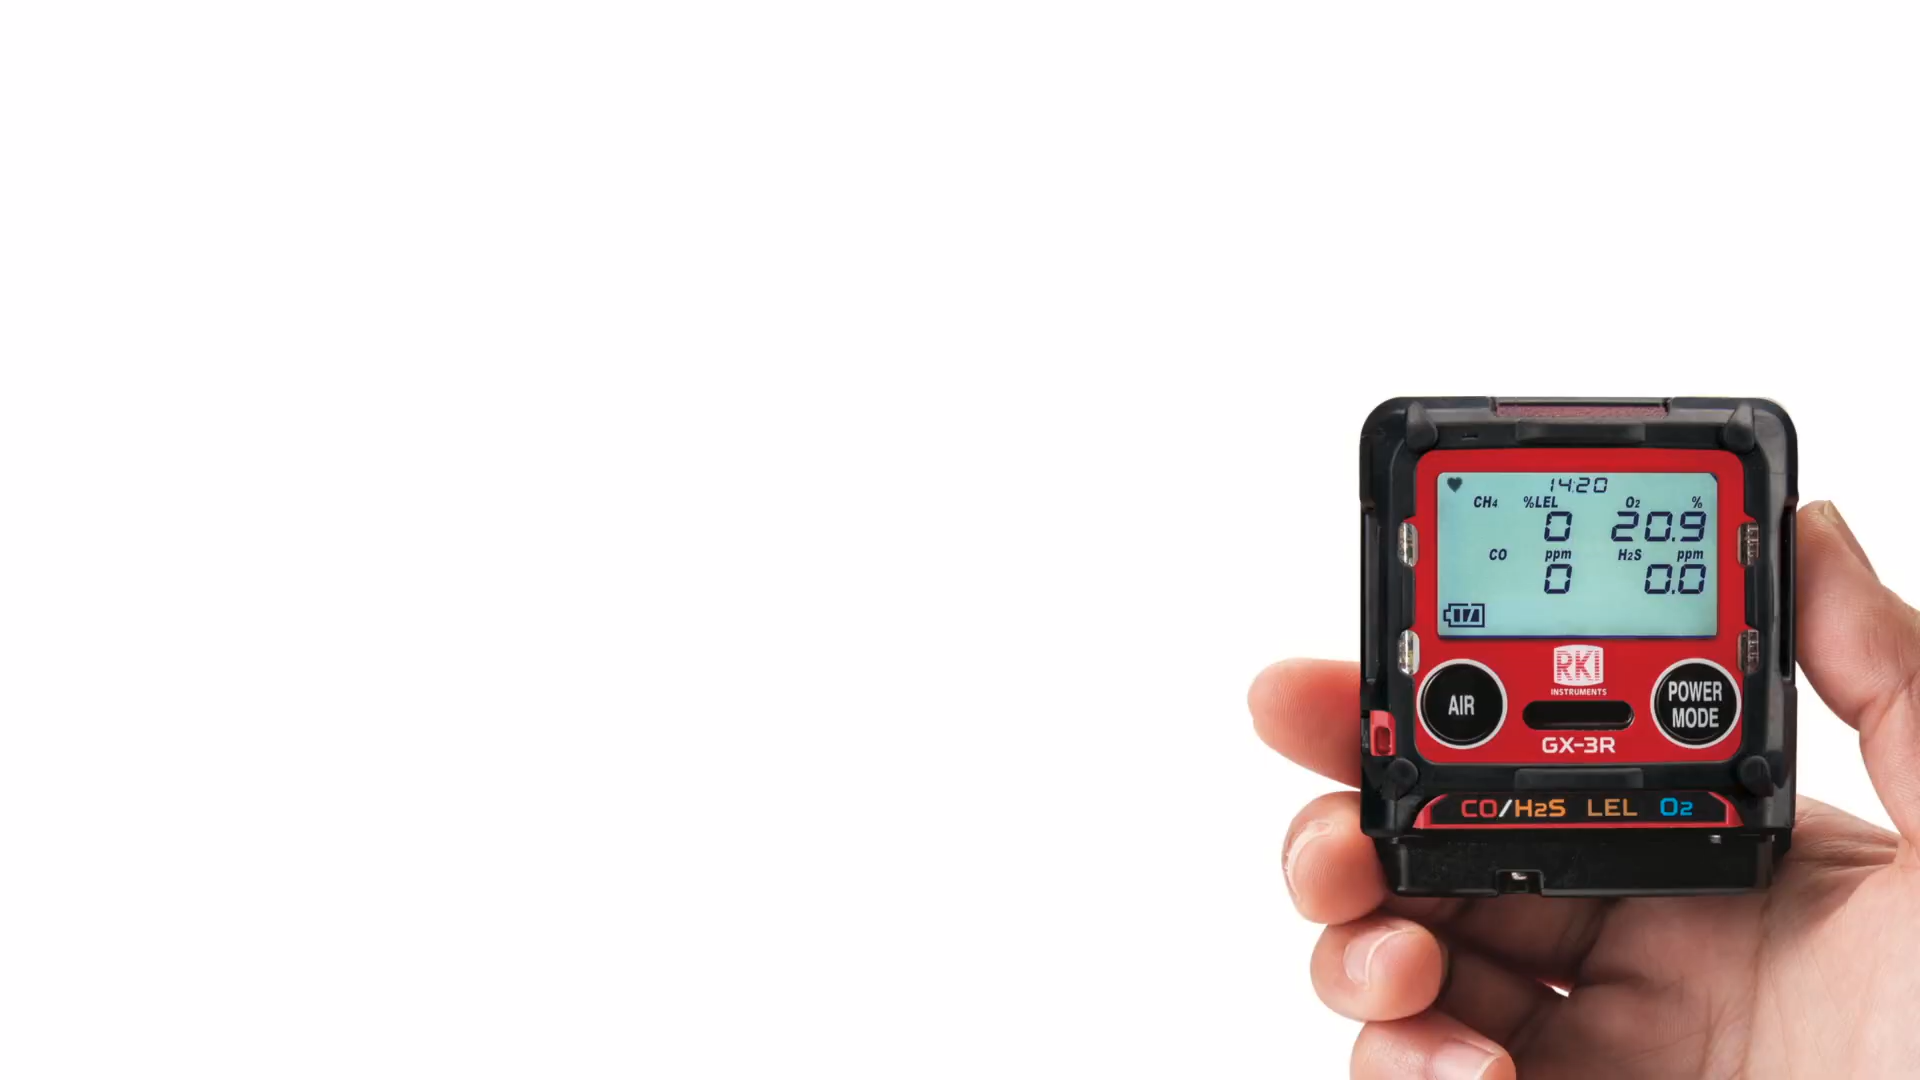 14:20
CH4 %LEL O2 %
0 20.9
CO ppm H2S ppm
0 0.0
RKI
INSTRUMENTS
AIR
POWER
MODE
GX-3R
CO/H2S LEL O2